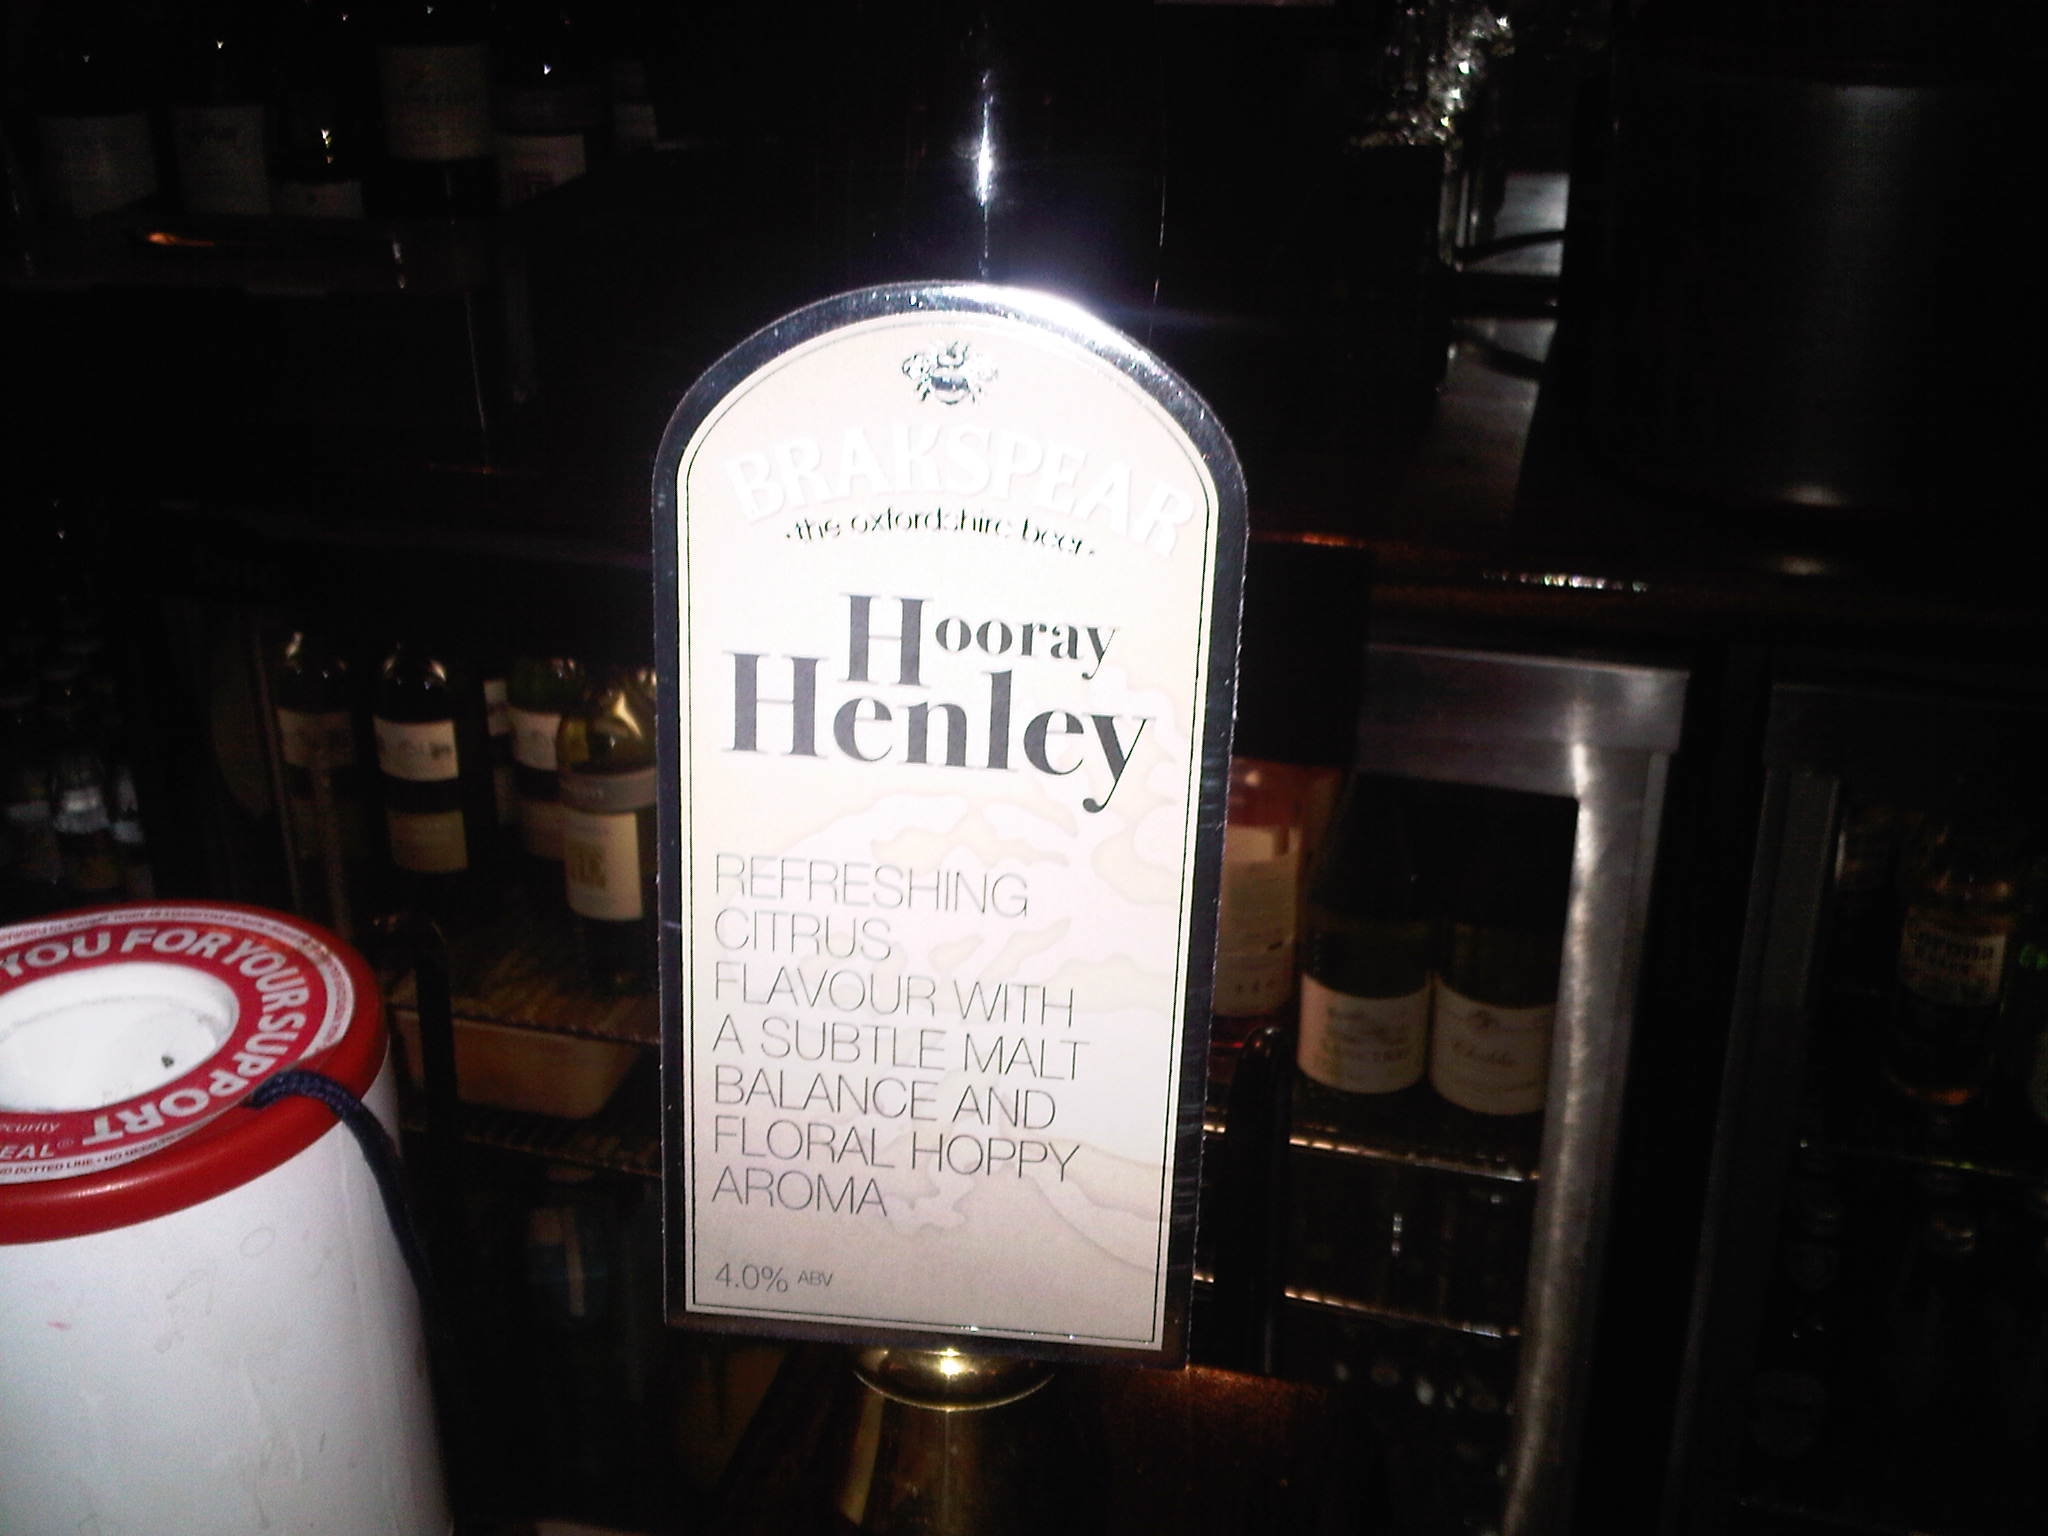 BRAKSPEAR
·the oxfordshire beer·
Hooray
Henley
REFRESHING
CITRUS
FLAVOUR WITH
A SUBTLE MALT
BALANCE AND
FLORAL HOPPY
AROMA
4.0% ABV
YOU FOR YOUR SUPPORT